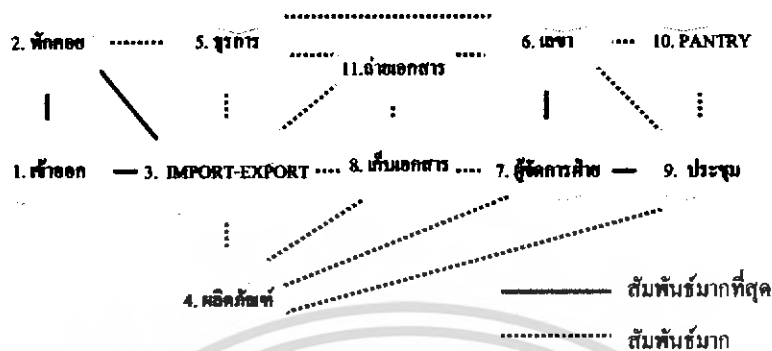 2. พักคอย 5. ธุรการ 6. เลขา 10. PANTRY
11.ถ่ายเอกสาร
1. เข้าออก 3. IMPORT-EXPORT 8. เก็บเอกสาร 7. ผู้จัดการฝ่าย 9. ประชุม
4. ผลิตภัณฑ์
สัมพันธ์มากที่สุด
สัมพันธ์มาก